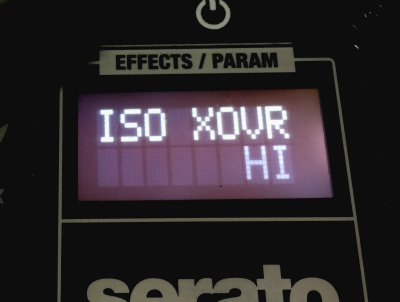 EFFECTS / PARAM
ISO XOVR
HI
serato